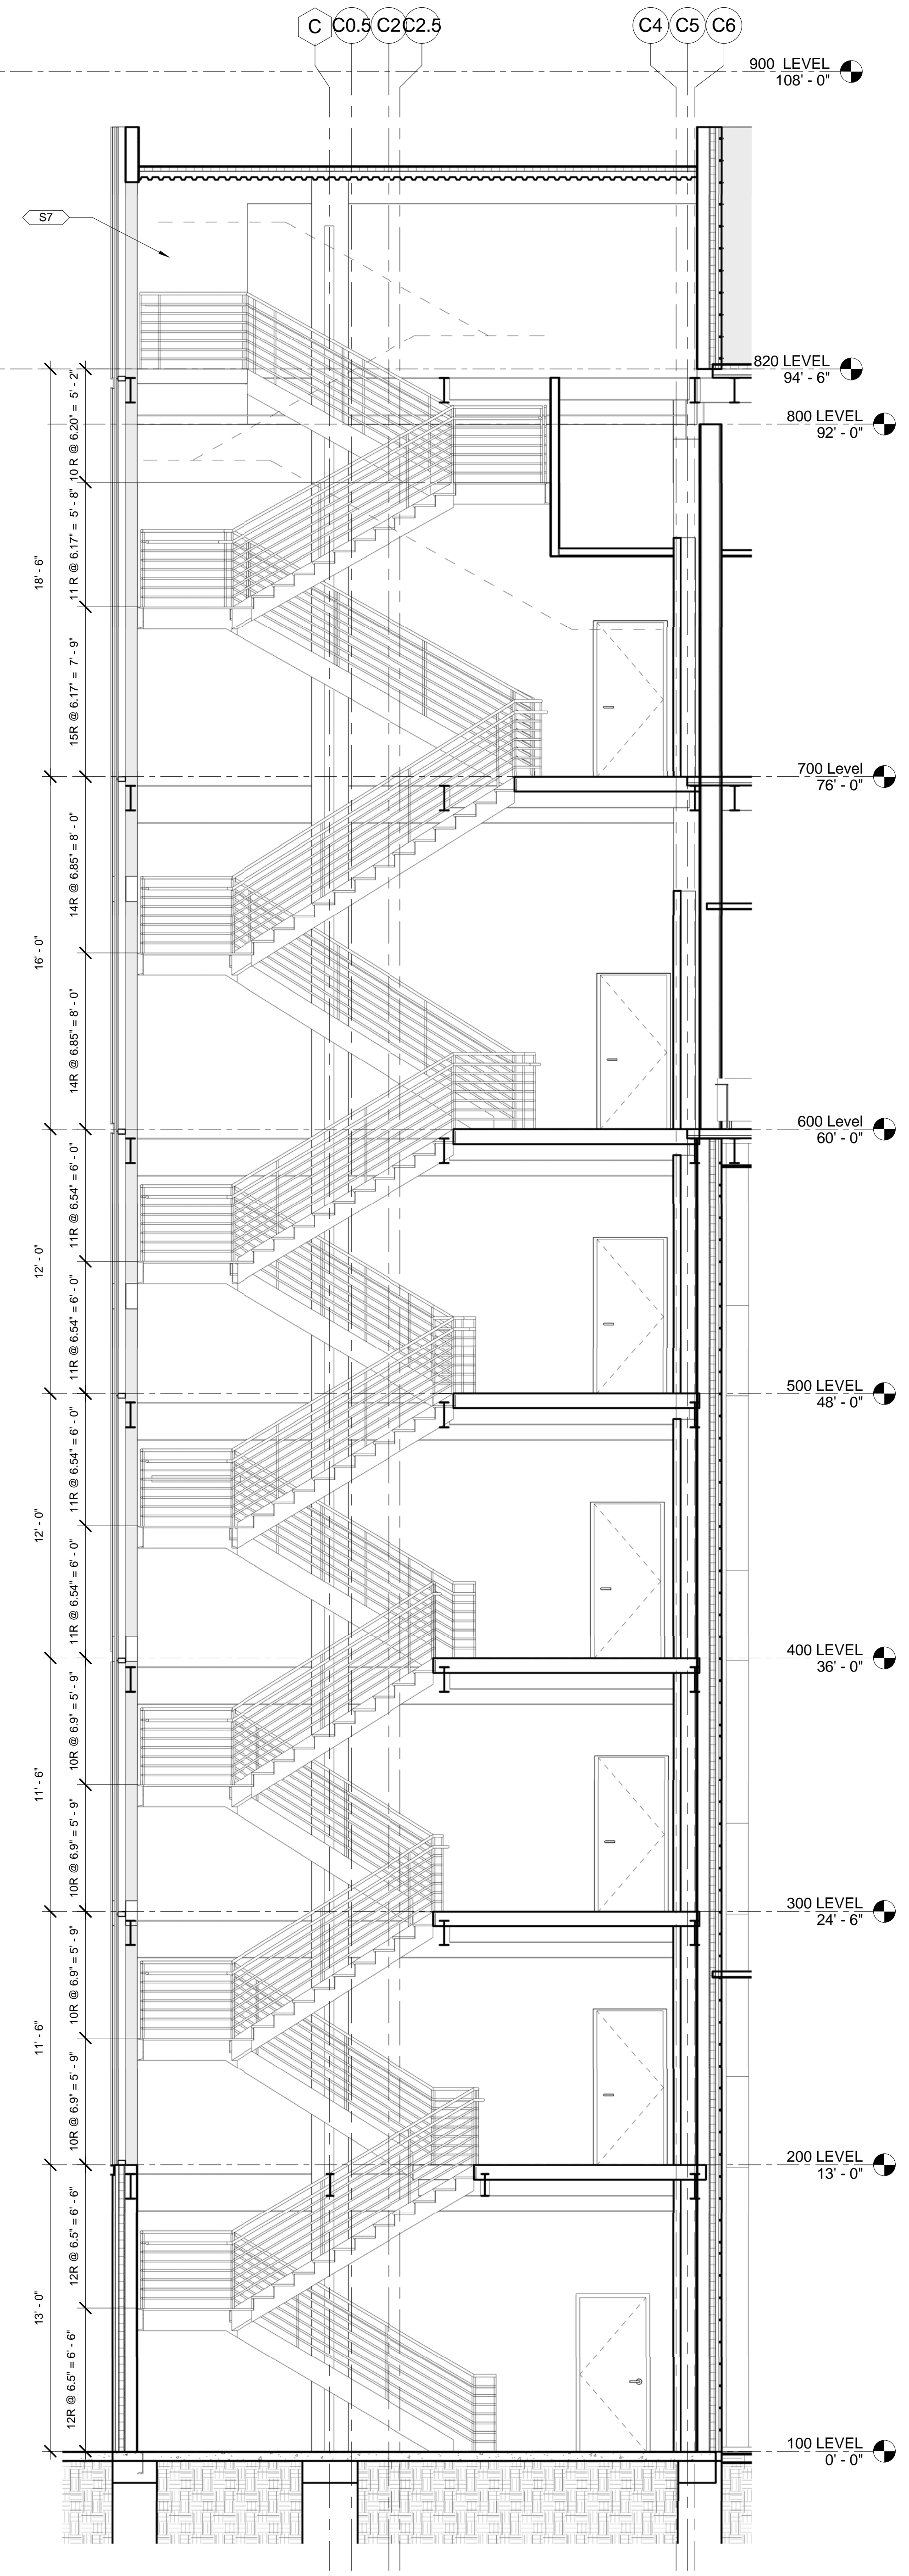 C
C0.5
C2
C2.5
C4
C5
C6
900 LEVEL
108' - 0"
S7
820 LEVEL
94' - 6"
800 LEVEL
92' - 0"
10 R @ 6.20" = 5' - 2"
11 R @ 6.17" = 5' - 8"
18' - 6"
15R @ 6.17" = 7' - 9"
700 Level
76' - 0"
14R @ 6.85" = 8' - 0"
16' - 0"
14R @ 6.85" = 8' - 0"
600 Level
60' - 0"
11R @ 6.54" = 6' - 0"
12' - 0"
11R @ 6.54" = 6' - 0"
500 LEVEL
48' - 0"
11R @ 6.54" = 6' - 0"
12' - 0"
11R @ 6.54" = 6' - 0"
400 LEVEL
36' - 0"
10R @ 6.9" = 5' - 9"
11' - 6"
10R @ 6.9" = 5' - 9"
300 LEVEL
24' - 6"
10R @ 6.9" = 5' - 9"
11' - 6"
10R @ 6.9" = 5' - 9"
200 LEVEL
13' - 0"
12R @ 6.5" = 6' - 6"
13' - 0"
12R @ 6.5" = 6' - 6"
100 LEVEL
0' - 0"